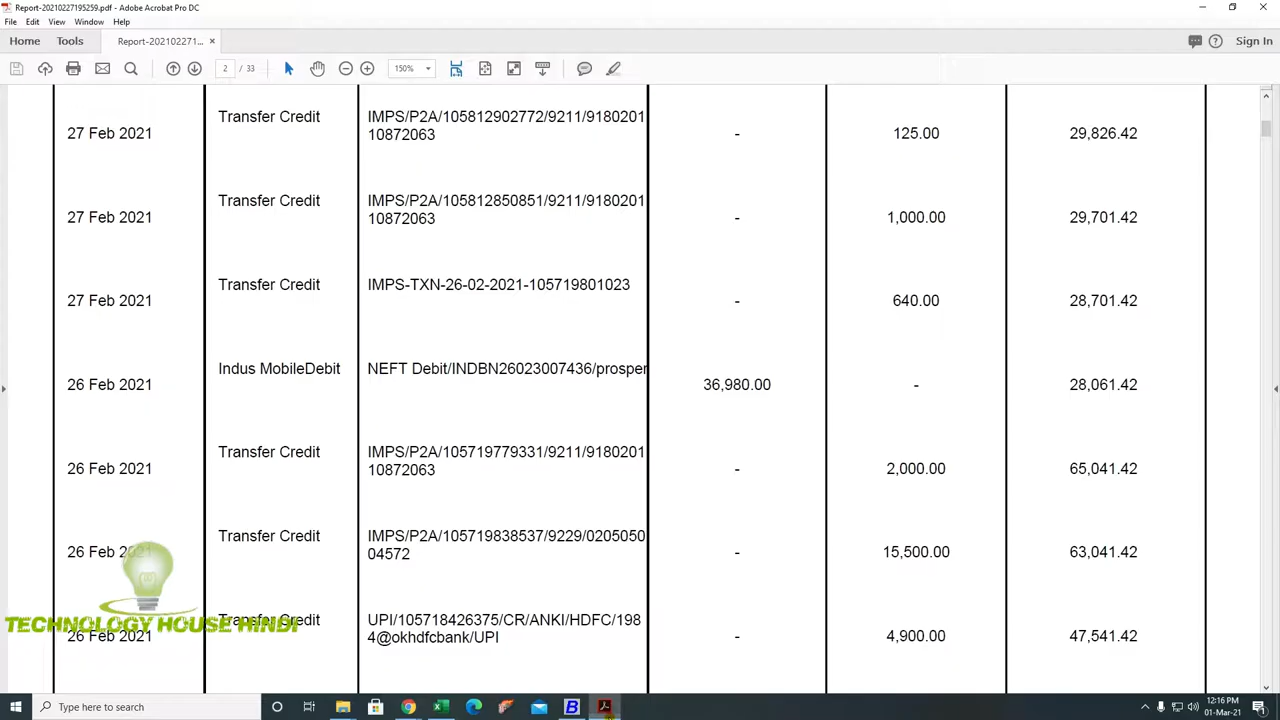 Report-20210227195259.pdf - Adobe Acrobat Pro DC
File Edit View Window Help
Home Tools Report-202102271... × ? Sign In
2 / 33 150%
27 Feb 2021 Transfer Credit IMPS/P2A/105812902772/9211/9180201 - 125.00 29,826.42
10872063
27 Feb 2021 Transfer Credit IMPS/P2A/105812850851/9211/9180201 - 1,000.00 29,701.42
10872063
27 Feb 2021 Transfer Credit IMPS-TXN-26-02-2021-105719801023 - 640.00 28,701.42
26 Feb 2021 Indus MobileDebit NEFT Debit/INDBN26023007436/prosper 36,980.00 - 28,061.42
26 Feb 2021 Transfer Credit IMPS/P2A/105719779331/9211/9180201 - 2,000.00 65,041.42
10872063
26 Feb 2021 Transfer Credit IMPS/P2A/105719838537/9229/0205050 - 15,500.00 63,041.42
04572
26 Feb 2021 Transfer Credit UPI/105718426375/CR/ANKI/HDFC/198 - 4,900.00 47,541.42
4@okhdfcbank/UPI
TECHNOLOGY HOUSE HINDI
Type here to search
12:16 PM
01-Mar-21